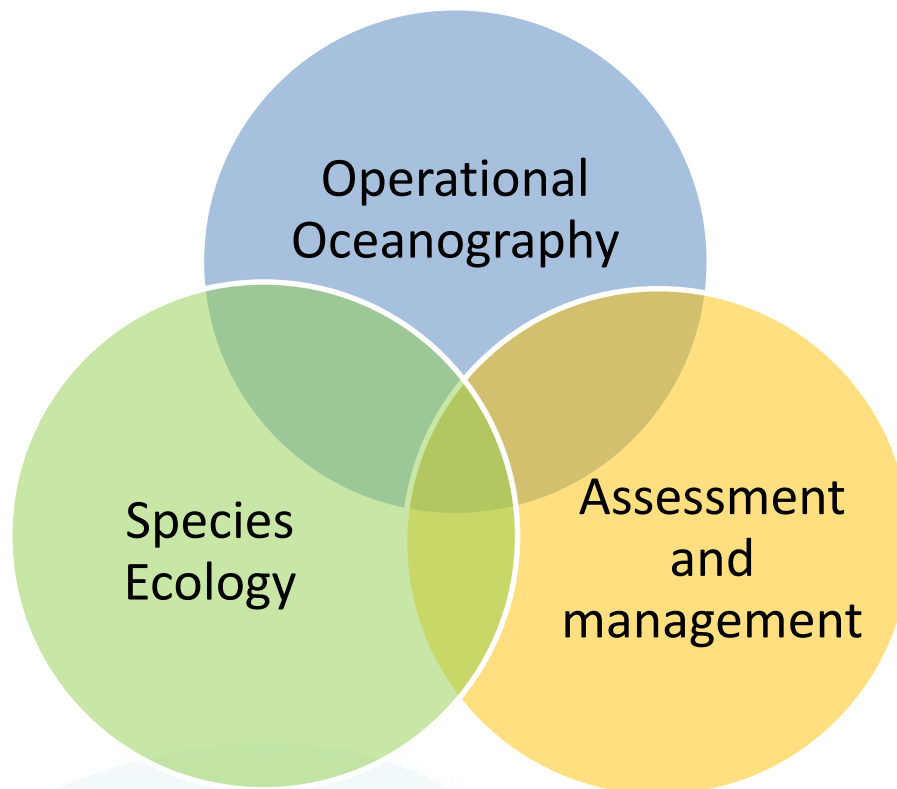 Operational
Oceanography
Species
Ecology
Assessment
and
management